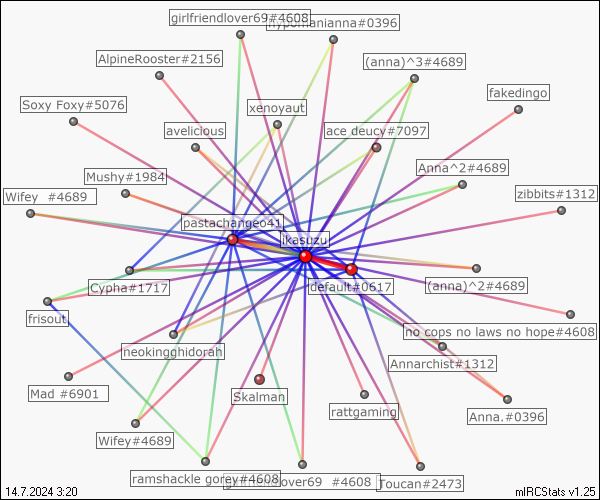 girlfriendlover69#4608
hypomanianna#0396
AlpineRooster#2156
(anna)^3#4689
Soxy Foxy#5076
xenoyaut
fakedingo
avelicious
ace deucy#7097
Mushy#1984
Anna^2#4689
Wifey #4689
zibbits#1312
pastachangeo41
ikasuzu
Cypha#1717
default#0617
(anna)^2#4689
frisout
no cops no laws no hope#4608
neokingghidorah
Annarchist#1312
Mad #6901
Skalman
rattgaming
Anna.#0396
Wifey#4689
ramshackle gorey#4608
girlfriendlover69 #4608
Toucan#2473
14.7.2024 3:20
mIRCStats v1.25